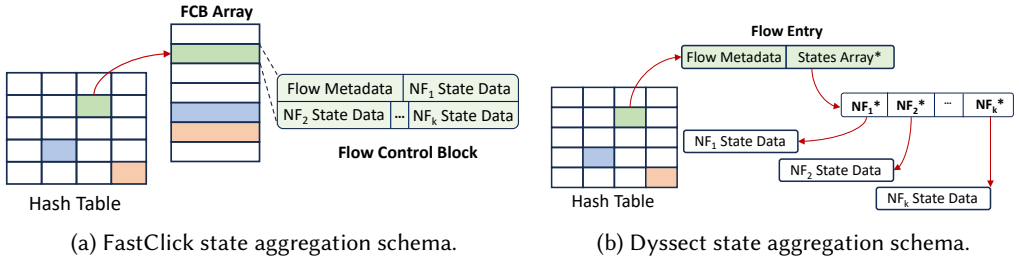 FCB Array
Flow Metadata NF1 State Data
NF2 State Data ... NFk State Data
Flow Control Block
Hash Table
(a) FastClick state aggregation schema.
Flow Entry
Flow Metadata States Array*
NF1* NF2* ... NFk*
NF1 State Data
NF2 State Data
NFk State Data
Hash Table
(b) Dyssect state aggregation schema.